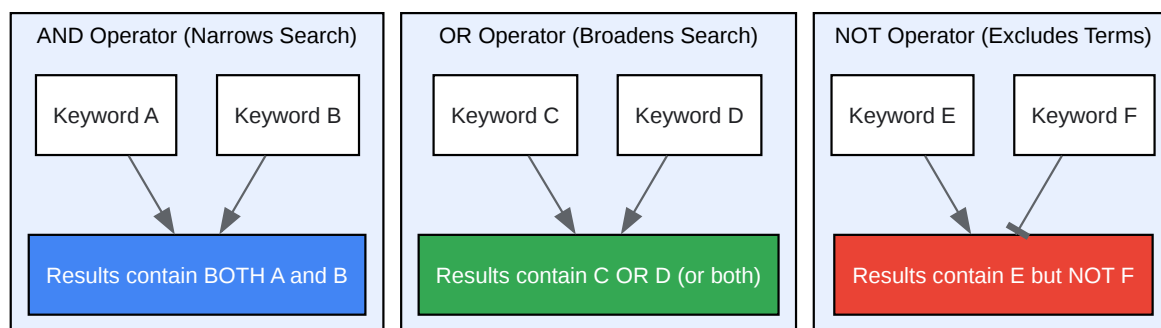 AND Operator (Narrows Search)
Keyword A
Keyword B
Results contain BOTH A and B
OR Operator (Broadens Search)
Keyword C
Keyword D
Results contain C OR D (or both)
NOT Operator (Excludes Terms)
Keyword E
Keyword F
Results contain E but NOT F